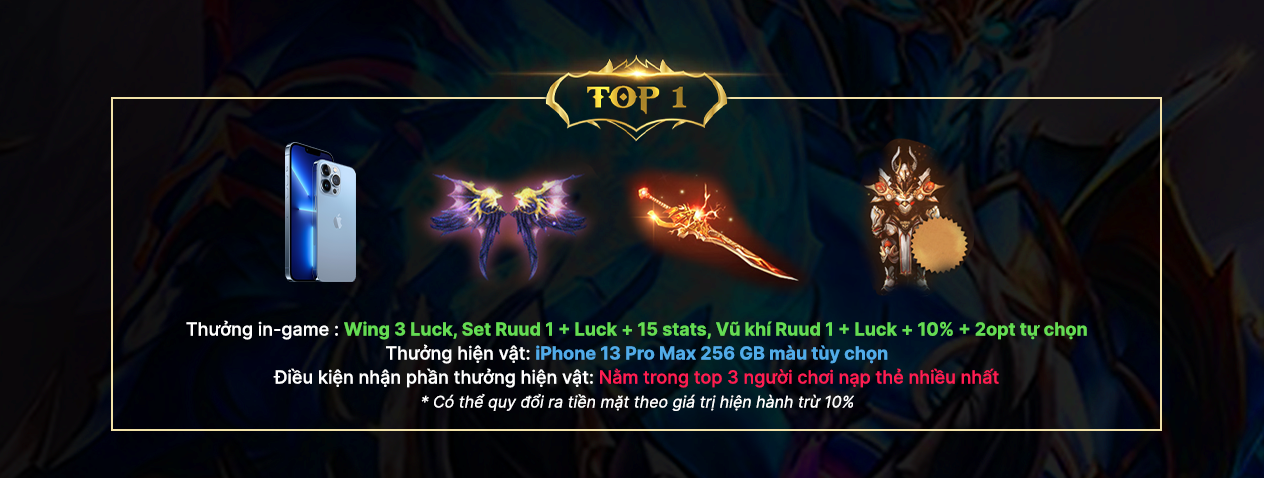 TOP 1
Thưởng in-game : Wing 3 Luck, Set Ruud 1 + Luck + 15 stats, Vũ khí Ruud 1 + Luck + 10% + 2opt tự chọn
Thưởng hiện vật: iPhone 13 Pro Max 256 GB màu tùy chọn
Điều kiện nhận phần thưởng hiện vật: Nằm trong top 3 người chơi nạp thẻ nhiều nhất
* Có thể quy đổi ra tiền mặt theo giá trị hiện hành trừ 10%